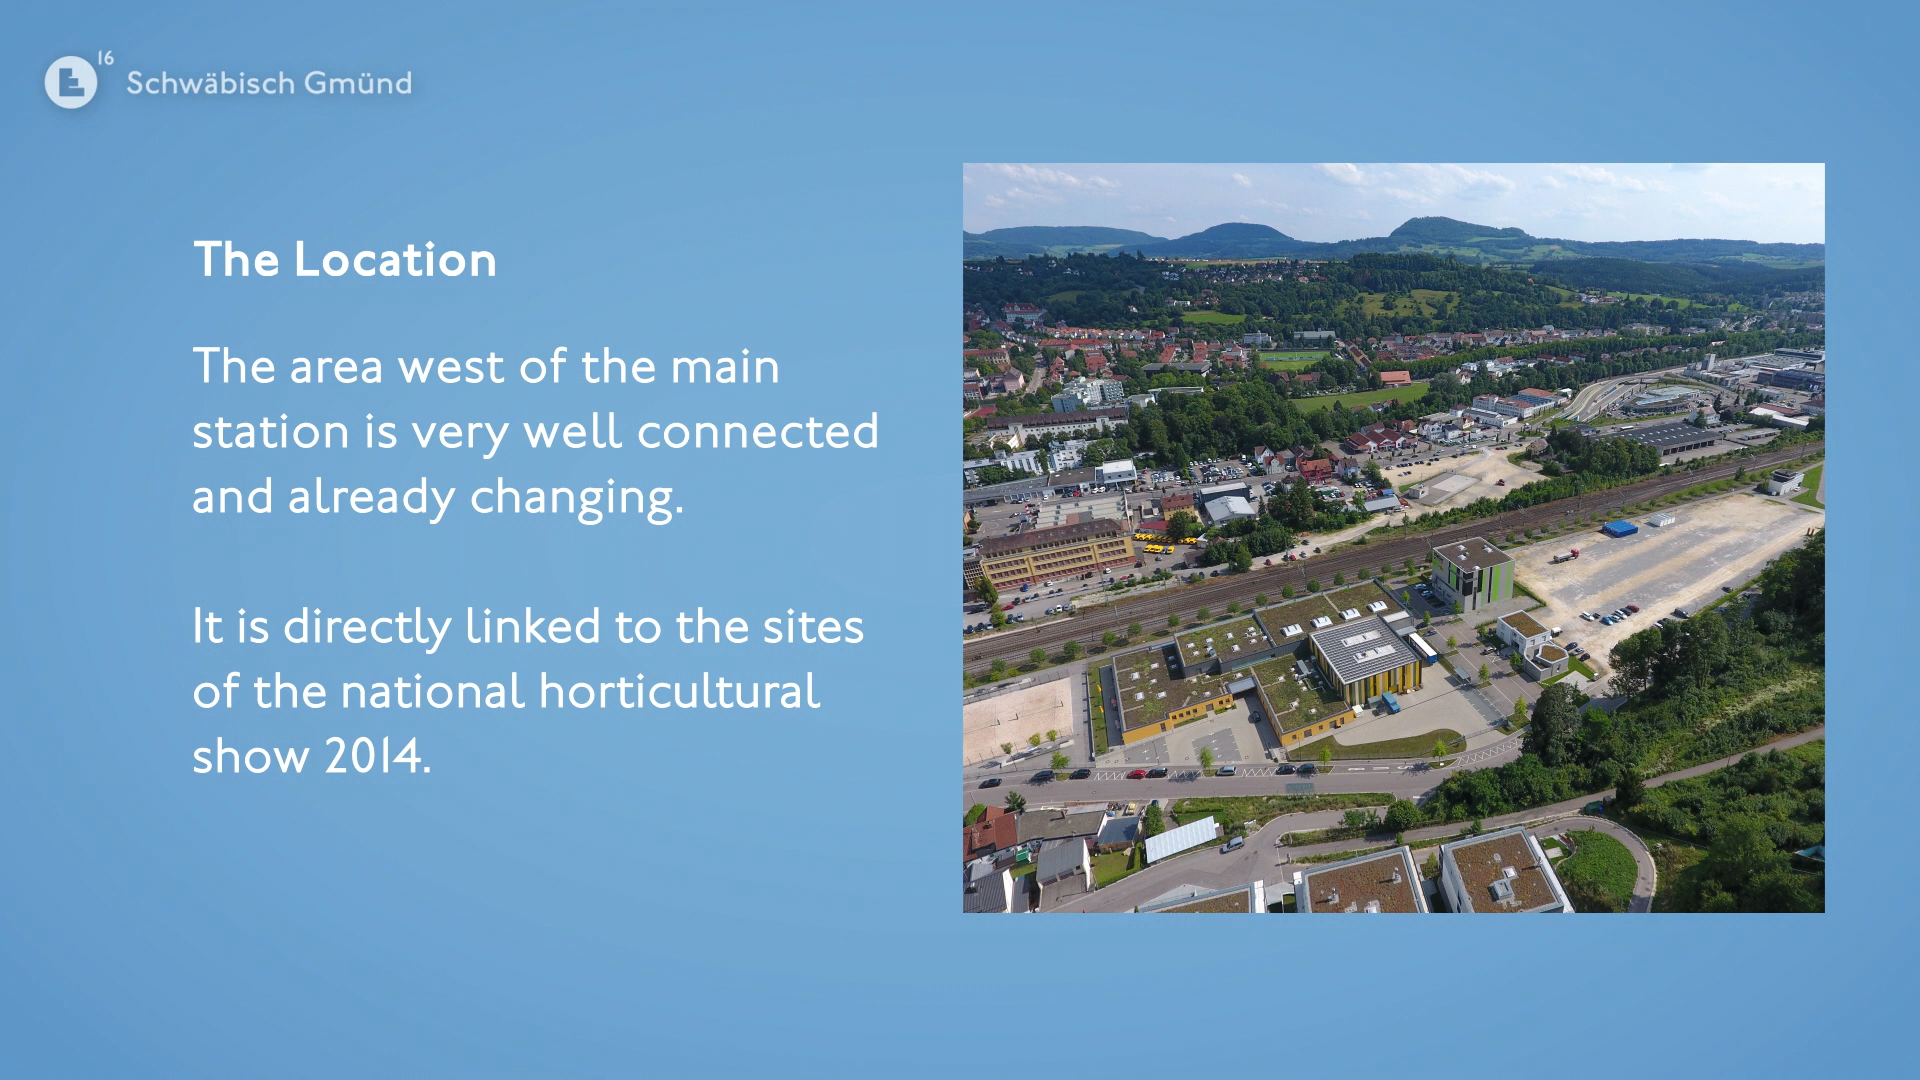 E 16 Schwäbisch Gmünd
The Location
The area west of the main
station is very well connected
and already changing.
It is directly linked to the sites
of the national horticultural
show 2014.